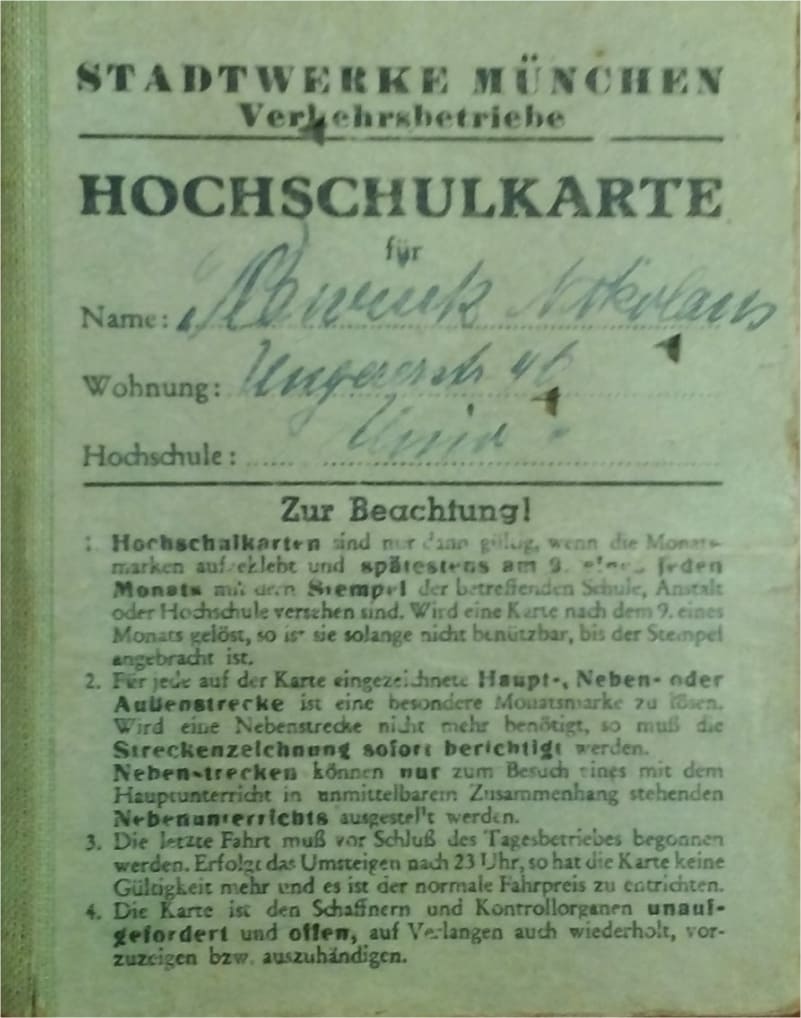 STADTWERKE MÜNCHEN
Verkehrsbetriebe
HOCHSCHULKARTE
für
Name: Nikolaus
Wohnung: 46
Hochschule: Univ.
Zur Beachtung!
1. Hochschulkarten sind nur dann gültig, wenn die Monats-
marken aufgeklebt und spätestens am 9. eines jeden
Monats mit dem Stempel der betreffenden Schule, Anstalt
oder Hochschule versehen sind. Wird eine Karte nach dem 9. eines
Monats gelöst, so ist sie solange nicht benützbar, bis der Stempel
angebracht ist.
2. Für jede auf der Karte eingezeichnete Haupt-, Neben- oder
Außenstrecke ist eine besondere Monatsmarke zu lösen.
Wird eine Nebenstrecke nicht mehr benötigt, so muß die
Streckenzeichnung sofort berichtigt werden.
Nebenstrecken können nur zum Besuch eines mit dem
Hauptunterricht in unmittelbarem Zusammenhang stehenden
Nebenunterrichts ausgestellt werden.
3. Die letzte Fahrt muß vor Schluß des Tagesbetriebes begonnen
werden. Erfolgt das Umsteigen nach 23 Uhr, so hat die Karte keine
Gültigkeit mehr und es ist der normale Fahrpreis zu entrichten.
4. Die Karte ist den Schaffnern und Kontrollorganen unauf-
gefordert und offen, auf Verlangen auch wiederholt, vor-
zuzeigen bzw. auszuhändigen.